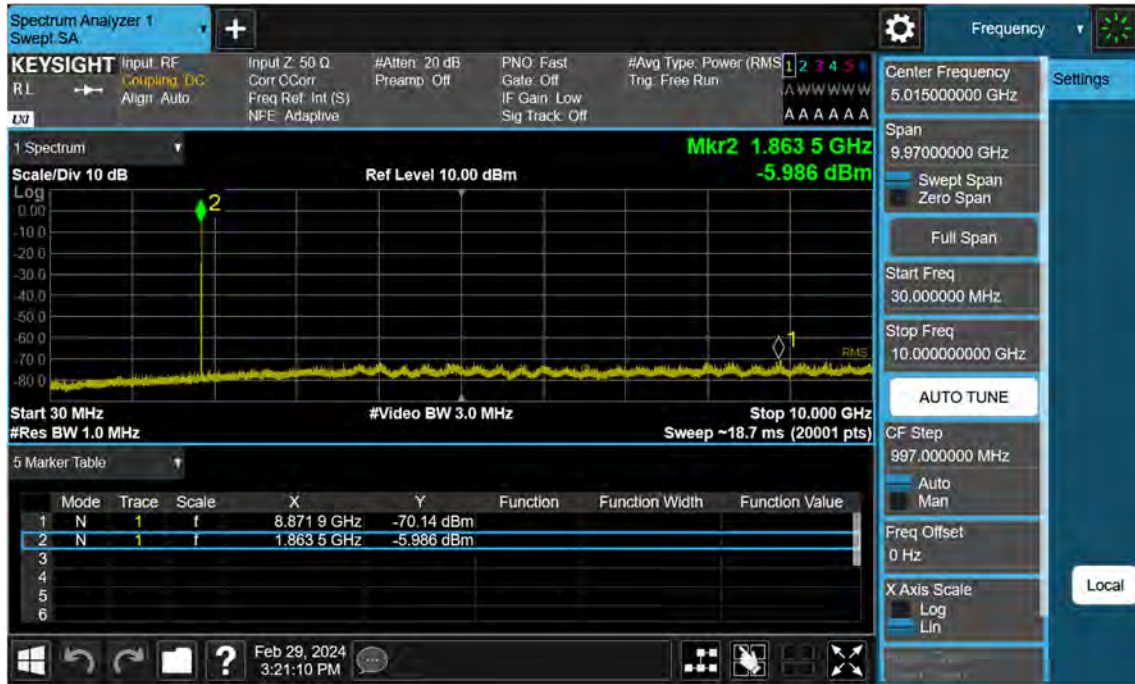 Spectrum Analyzer 1
Swept SA
Frequency
KEYSIGHT
RL
LXI
Input: RF
Coupling: DC
Align: Auto
Input Z: 50 Ω
Corr CCorr
Freq Ref: Int (S)
NFE: Adaptive
#Atten: 20 dB
Preamp: Off
PNO: Fast
Gate: Off
IF Gain: Low
Sig Track: Off
#Avg Type: Power (RMS
Trig: Free Run
1 2 3 4 5 6
A W W W W W
A A A A A A
1 Spectrum
Mkr2 1.863 5 GHz
Scale/Div 10 dB
Ref Level 10.00 dBm
-5.986 dBm
Log
0.00
-10.0
-20.0
-30.0
-40.0
-50.0
-60.0
-70.0
-80.0
2
1
RMS
Start 30 MHz
#Video BW 3.0 MHz
Stop 10.000 GHz
#Res BW 1.0 MHz
Sweep ~18.7 ms (20001 pts)
5 Marker Table
Mode Trace Scale X Y Function Function Width Function Value
1 N 1 f 8.871 9 GHz -70.14 dBm
2 N 1 f 1.863 5 GHz -5.986 dBm
3
4
5
6
Feb 29, 2024
3:21:10 PM
?
Center Frequency
5.015000000 GHz
Span
9.97000000 GHz
Swept Span
Zero Span
Full Span
Start Freq
30.000000 MHz
Stop Freq
10.000000000 GHz
AUTO TUNE
CF Step
997.000000 MHz
Auto
Man
Freq Offset
0 Hz
X Axis Scale
Log
Lin
Settings
Local